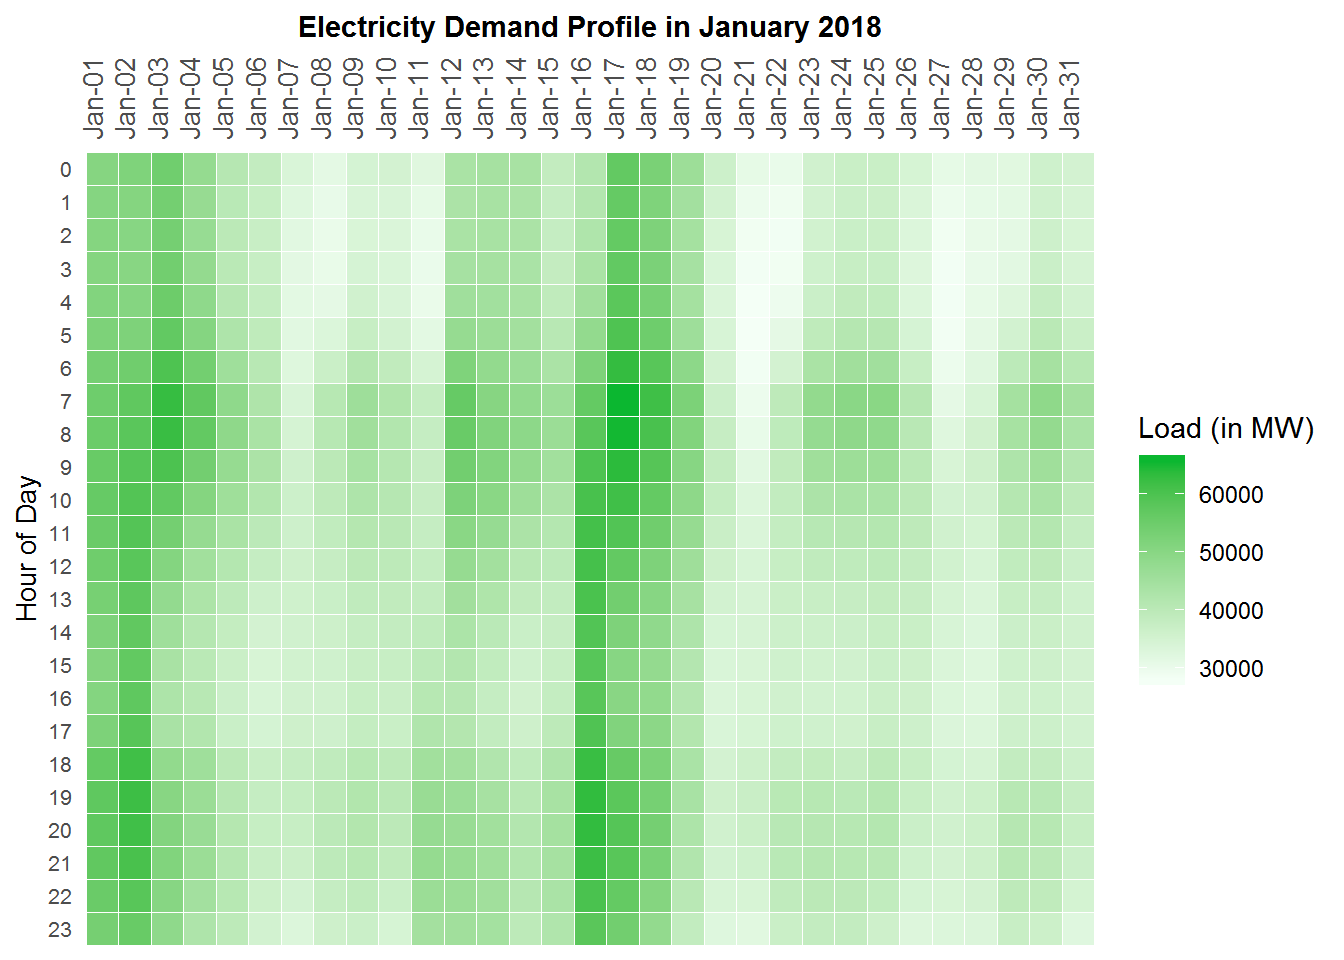 Electricity Demand Profile in January 2018
Jan-01
Jan-02
Jan-03
Jan-04
Jan-05
Jan-06
Jan-07
Jan-08
Jan-09
Jan-10
Jan-11
Jan-12
Jan-13
Jan-14
Jan-15
Jan-16
Jan-17
Jan-18
Jan-19
Jan-20
Jan-21
Jan-22
Jan-23
Jan-24
Jan-25
Jan-26
Jan-27
Jan-28
Jan-29
Jan-30
Jan-31
Hour of Day
0
1
2
3
4
5
6
7
8
9
10
11
12
13
14
15
16
17
18
19
20
21
22
23
Load (in MW)
60000
50000
40000
30000